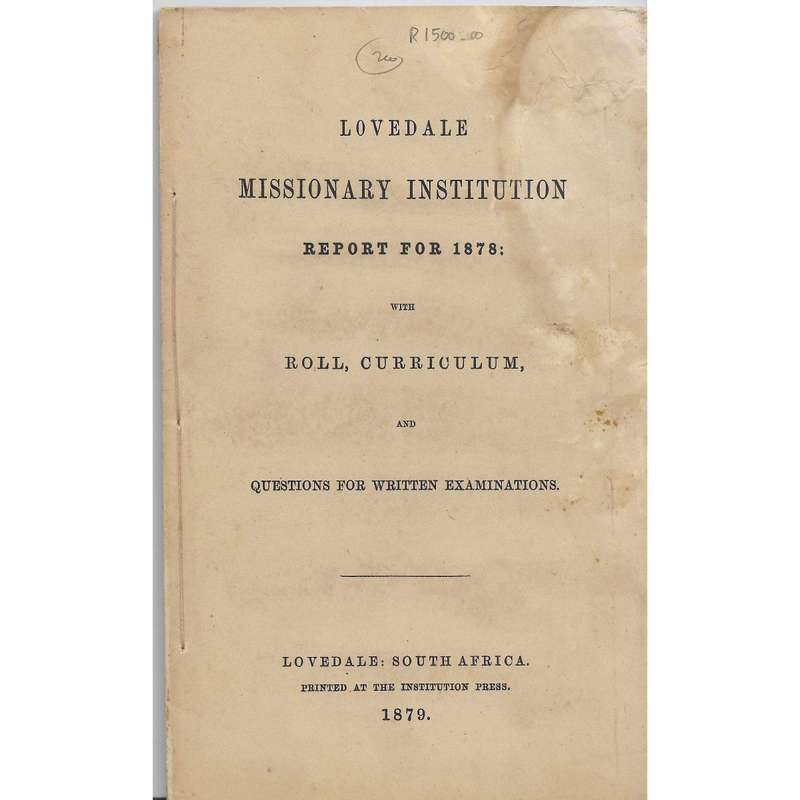 R1500-00
200
LOVEDALE
MISSIONARY INSTITUTION
REPORT FOR 1878:
WITH
ROLL, CURRICULUM,
AND
QUESTIONS FOR WRITTEN EXAMINATIONS.
LOVEDALE: SOUTH AFRICA.
PRINTED AT THE INSTITUTION PRESS.
1879.